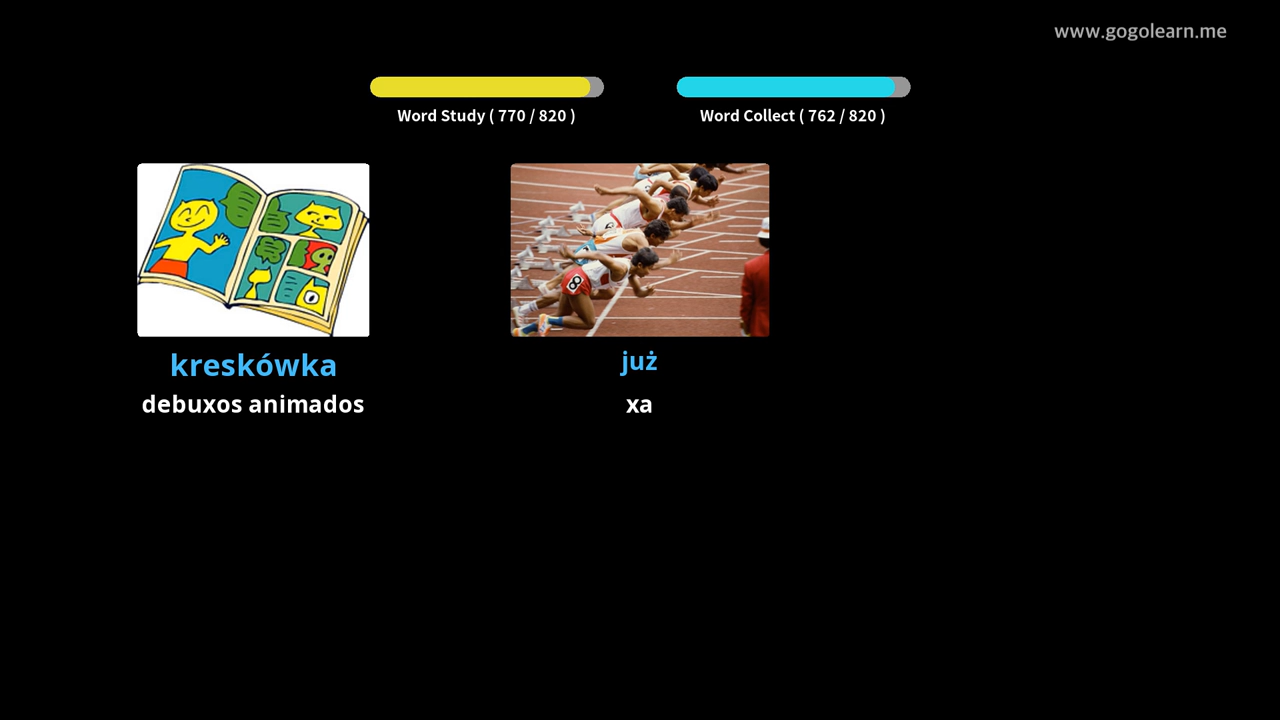 www.gogolearn.me
Word Study ( 770 / 820 )
Word Collect ( 762 / 820 )
kreskówka
debuxos animados
już
xa